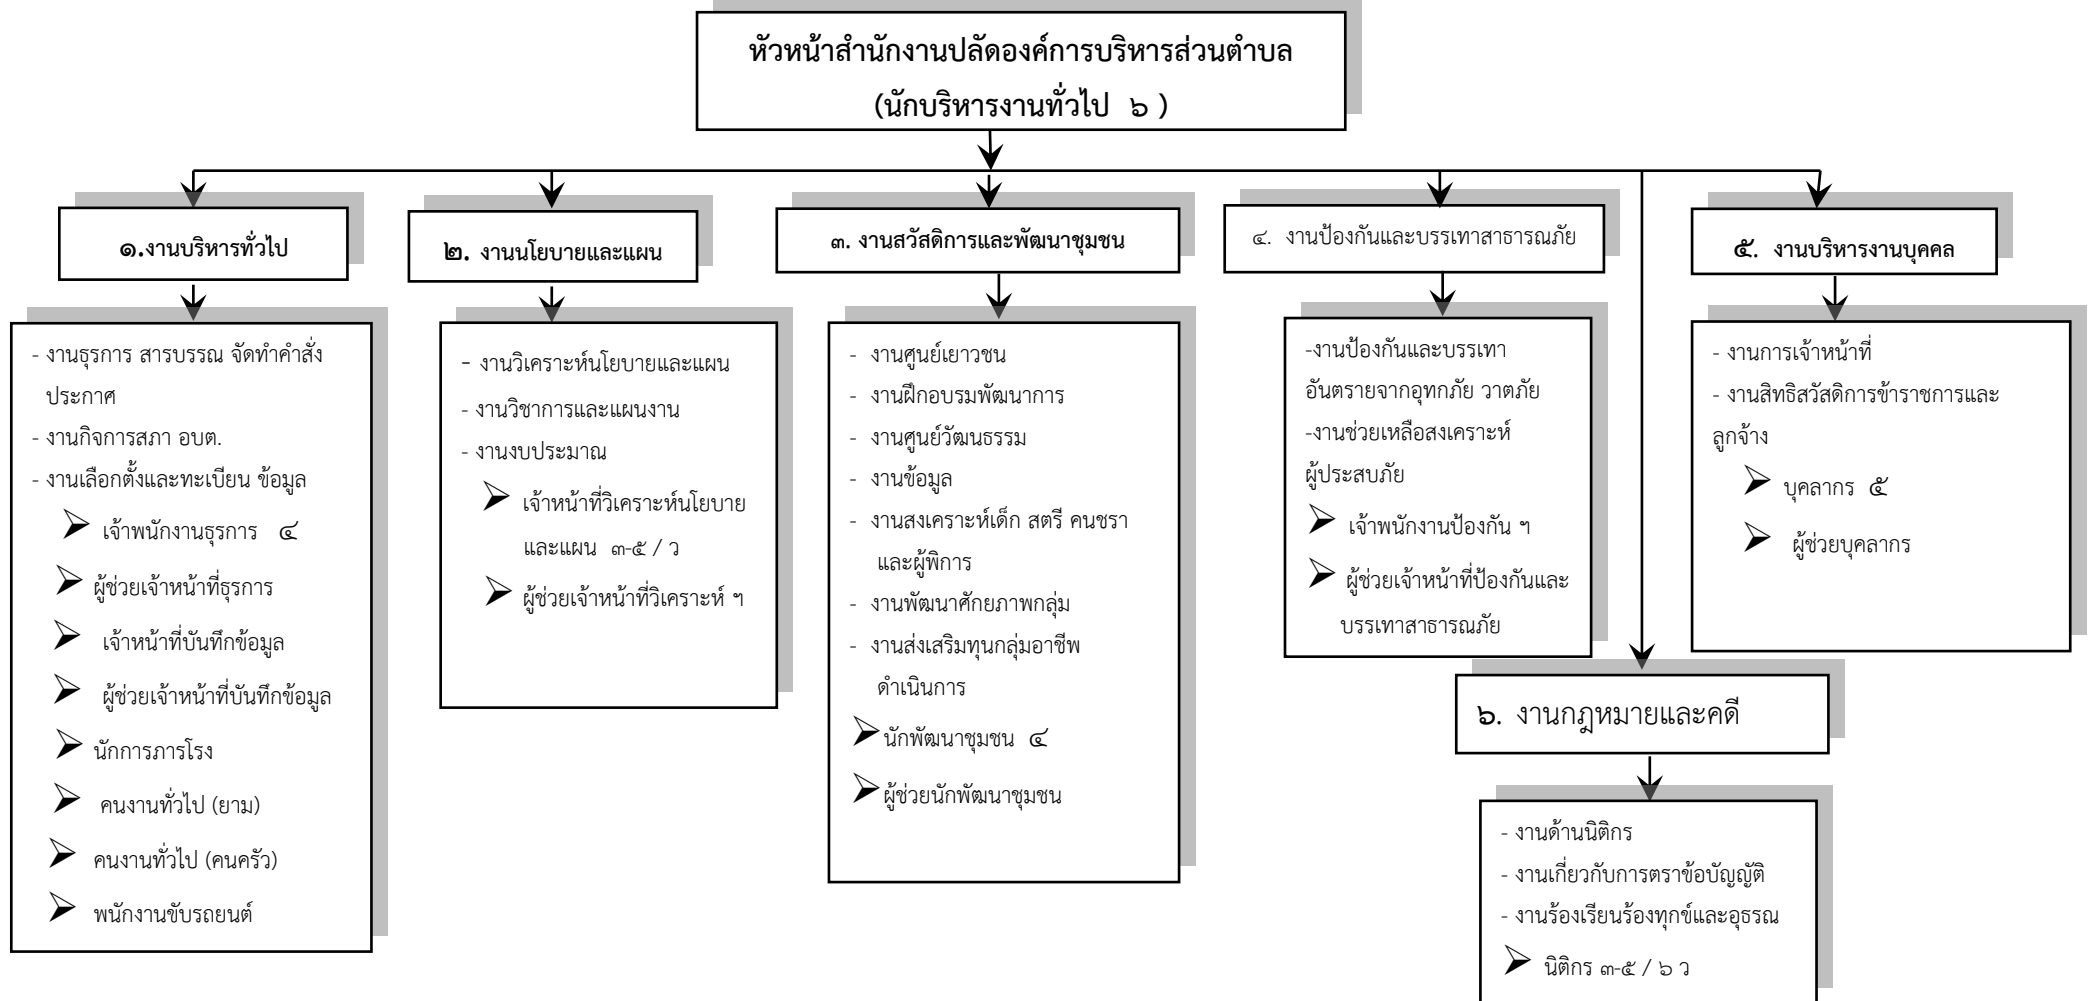 หัวหน้าสำนักงานปลัดองค์การบริหารส่วนตำบล
(นักบริหารงานทั่วไป ๖ )
๑.งานบริหารทั่วไป
- งานธุรการ สารบรรณ จัดทำคำสั่ง
ประกาศ
- งานกิจการสภา อบต.
- งานเลือกตั้งและทะเบียน ข้อมูล
➢ เจ้าพนักงานธุรการ ๔
➢ ผู้ช่วยเจ้าหน้าที่ธุรการ
➢ เจ้าหน้าที่บันทึกข้อมูล
➢ ผู้ช่วยเจ้าหน้าที่บันทึกข้อมูล
➢ นักการภารโรง
➢ คนงานทั่วไป (ยาม)
➢ คนงานทั่วไป (คนครัว)
➢ พนักงานขับรถยนต์
๒. งานนโยบายและแผน
- งานวิเคราะห์นโยบายและแผน
- งานวิชาการและแผนงาน
- งานงบประมาณ
➢ เจ้าหน้าที่วิเคราะห์นโยบาย
และแผน ๓-๕ / ว
➢ ผู้ช่วยเจ้าหน้าที่วิเคราะห์ ฯ
๓. งานสวัสดิการและพัฒนาชุมชน
- งานศูนย์เยาวชน
- งานฝึกอบรมพัฒนาการ
- งานศูนย์วัฒนธรรม
- งานข้อมูล
- งานสงเคราะห์เด็ก สตรี คนชรา
และผู้พิการ
- งานพัฒนาศักยภาพกลุ่ม
- งานส่งเสริมทุนกลุ่มอาชีพ
ดำเนินการ
➢ นักพัฒนาชุมชน ๔
➢ ผู้ช่วยนักพัฒนาชุมชน
๔. งานป้องกันและบรรเทาสาธารณภัย
-งานป้องกันและบรรเทา
อันตรายจากอุทกภัย วาตภัย
-งานช่วยเหลือสงเคราะห์
ผู้ประสบภัย
➢ เจ้าพนักงานป้องกัน ฯ
➢ ผู้ช่วยเจ้าหน้าที่ป้องกันและ
บรรเทาสาธารณภัย
๕. งานบริหารงานบุคคล
- งานการเจ้าหน้าที่
- งานสิทธิสวัสดิการข้าราชการและ
ลูกจ้าง
➢ บุคลากร ๕
➢ ผู้ช่วยบุคลากร
๖. งานกฎหมายและคดี
- งานด้านนิติกร
- งานเกี่ยวกับการตราข้อบัญญัติ
- งานร้องเรียนร้องทุกข์และอุธรณ
➢ นิติกร ๓-๕ / ๖ ว